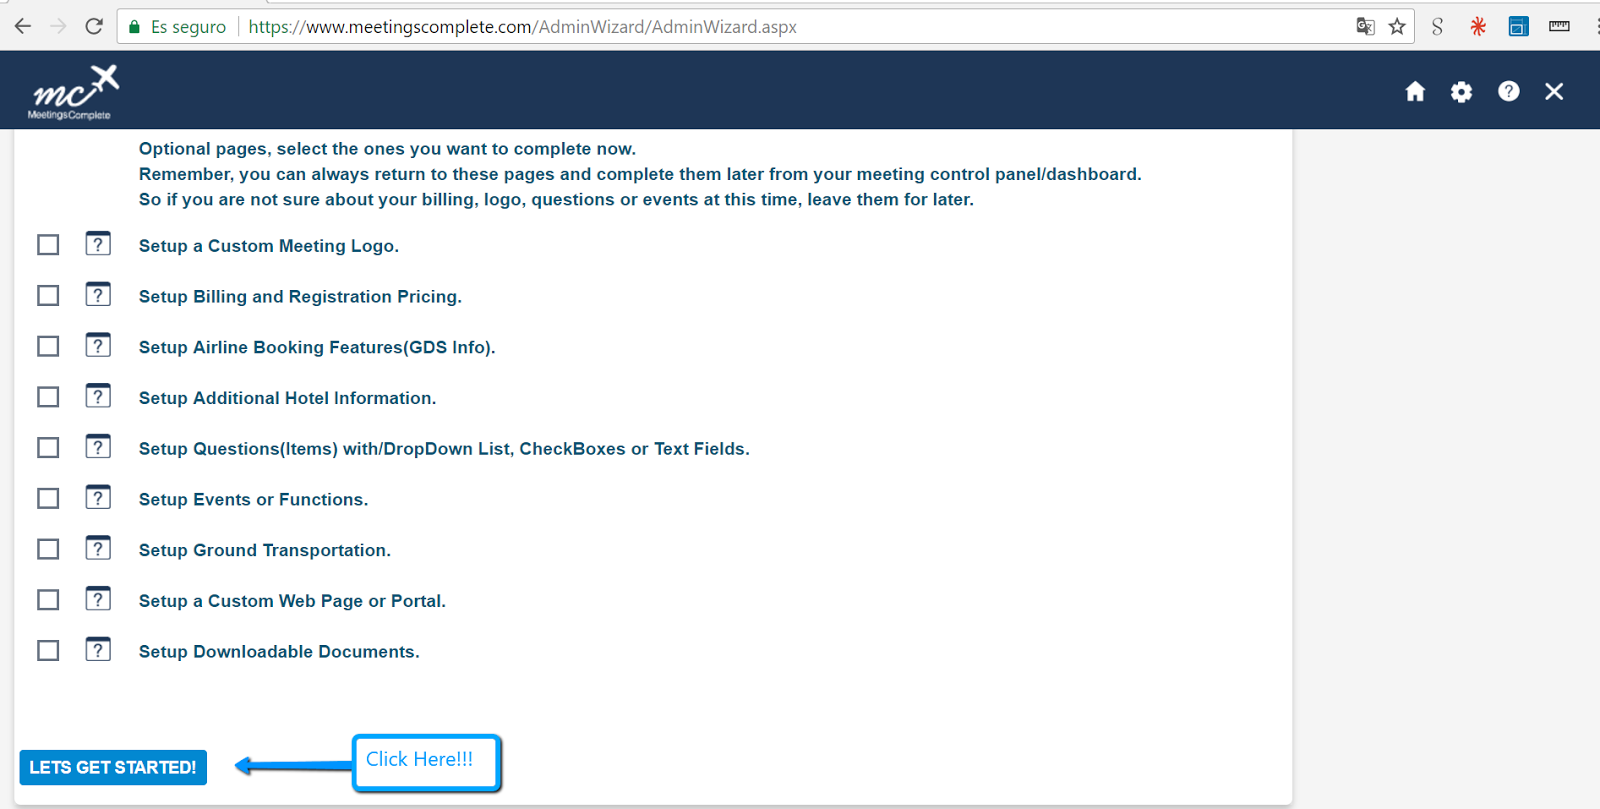 Es seguro https://www.meetingscomplete.com/AdminWizard/AdminWizard.aspx
mc
MeetingsComplete
Optional pages, select the ones you want to complete now.
Remember, you can always return to these pages and complete them later from your meeting control panel/dashboard.
So if you are not sure about your billing, logo, questions or events at this time, leave them for later.
? Setup a Custom Meeting Logo.
? Setup Billing and Registration Pricing.
? Setup Airline Booking Features(GDS Info).
? Setup Additional Hotel Information.
? Setup Questions(Items) with/DropDown List, CheckBoxes or Text Fields.
? Setup Events or Functions.
? Setup Ground Transportation.
? Setup a Custom Web Page or Portal.
? Setup Downloadable Documents.
LETS GET STARTED!
Click Here!!!